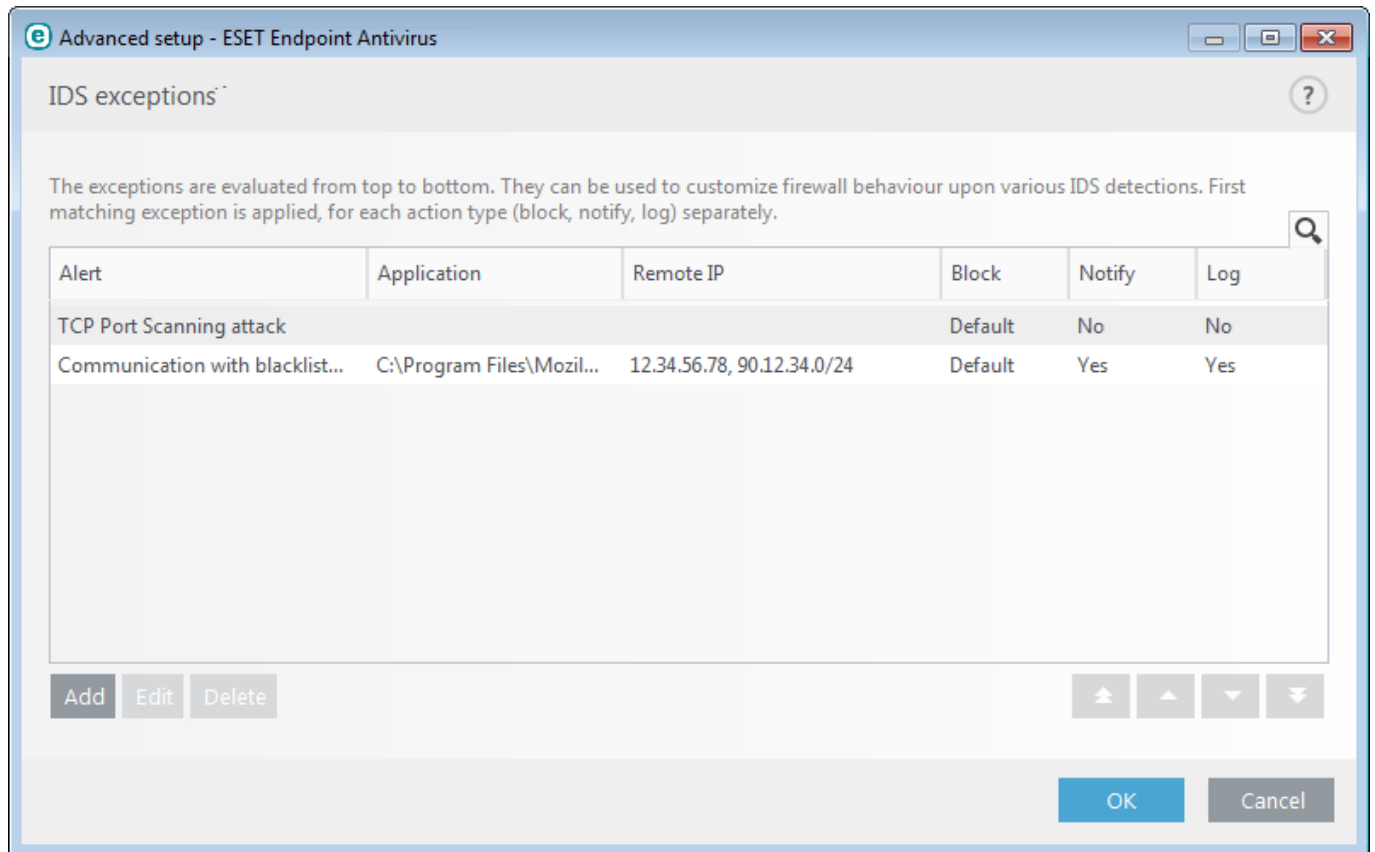 e Advanced setup - ESET Endpoint Antivirus
IDS exceptions
?
The exceptions are evaluated from top to bottom. They can be used to customize firewall behaviour upon various IDS detections. First
matching exception is applied, for each action type (block, notify, log) separately.
Alert Application Remote IP Block Notify Log
TCP Port Scanning attack Default No No
Communication with blacklist... C:\Program Files\Mozil... 12.34.56.78, 90.12.34.0/24 Default Yes Yes
Add Edit Delete
OK Cancel